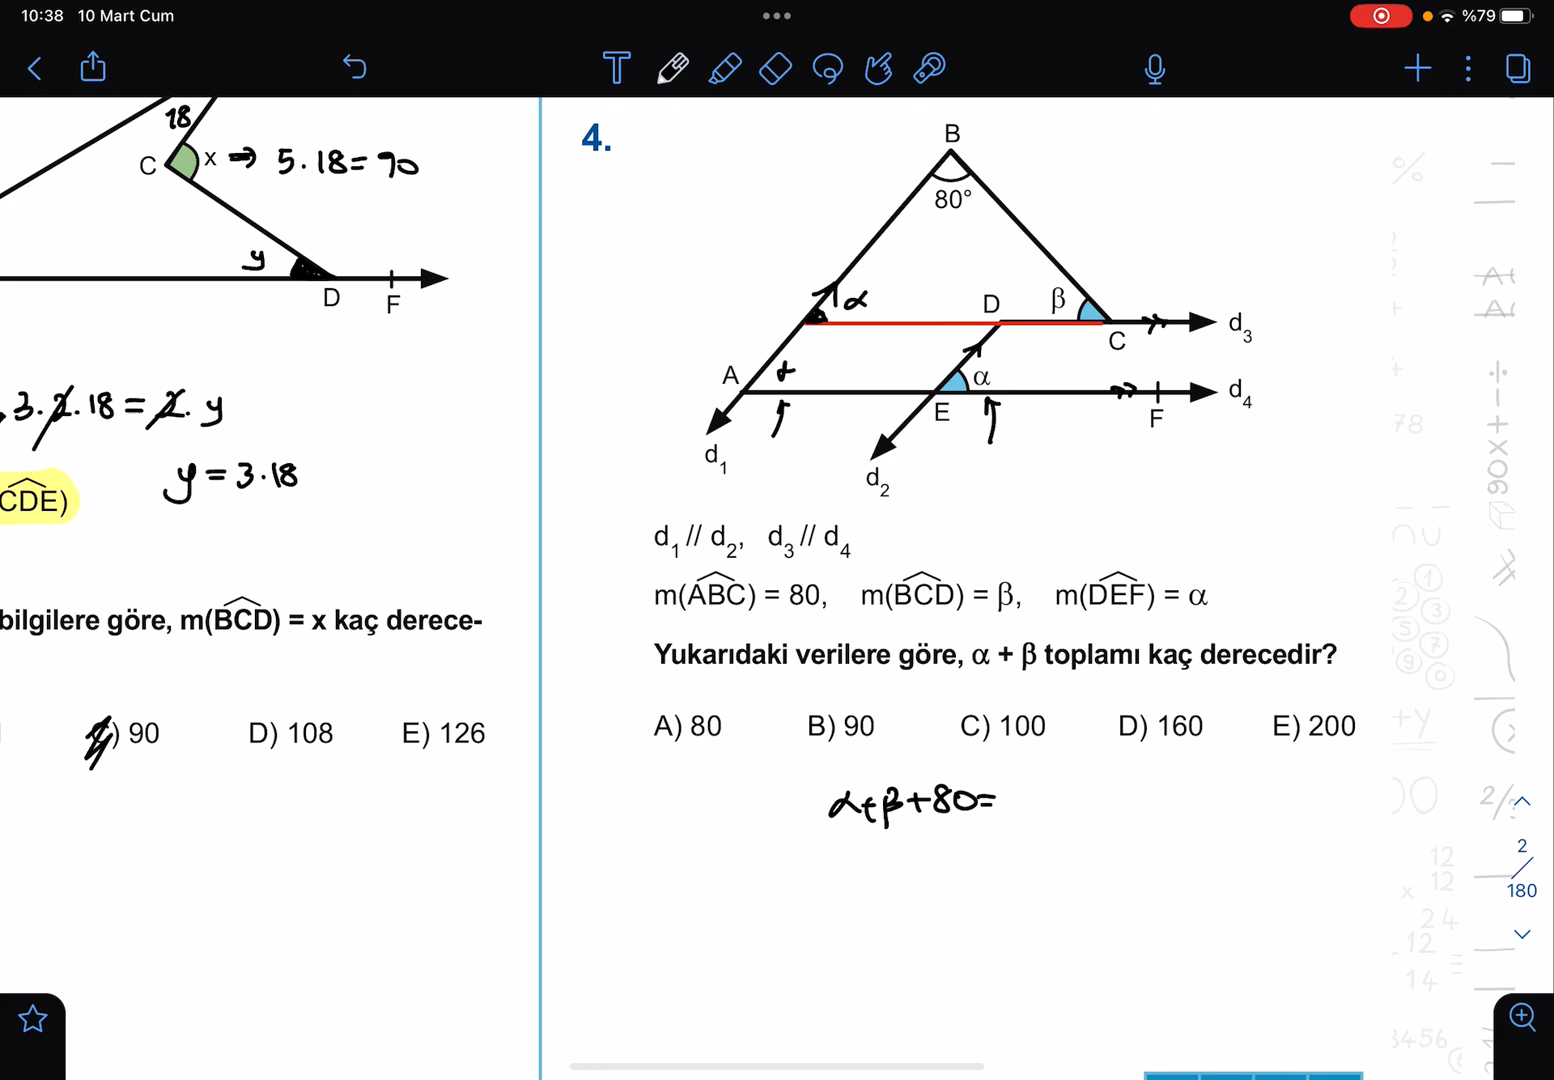 10:38 10 Mart Cum
%79
18
C x ⇒ 5.18=90
y
D F
3.2.18=2.y
y=3.18
CDE)
bilgilere göre, m(BCD) = x kaç derece-
C) 90 D) 108 E) 126
4.
B
80°
α
D β
C
d3
A α
α
E
F
d4
d1
d2
d1 // d2, d3 // d4
m(ABC) = 80, m(BCD) = β, m(DEF) = α
Yukarıdaki verilere göre, α + β toplamı kaç derecedir?
A) 80 B) 90 C) 100 D) 160 E) 200
α+β+80=
2
180